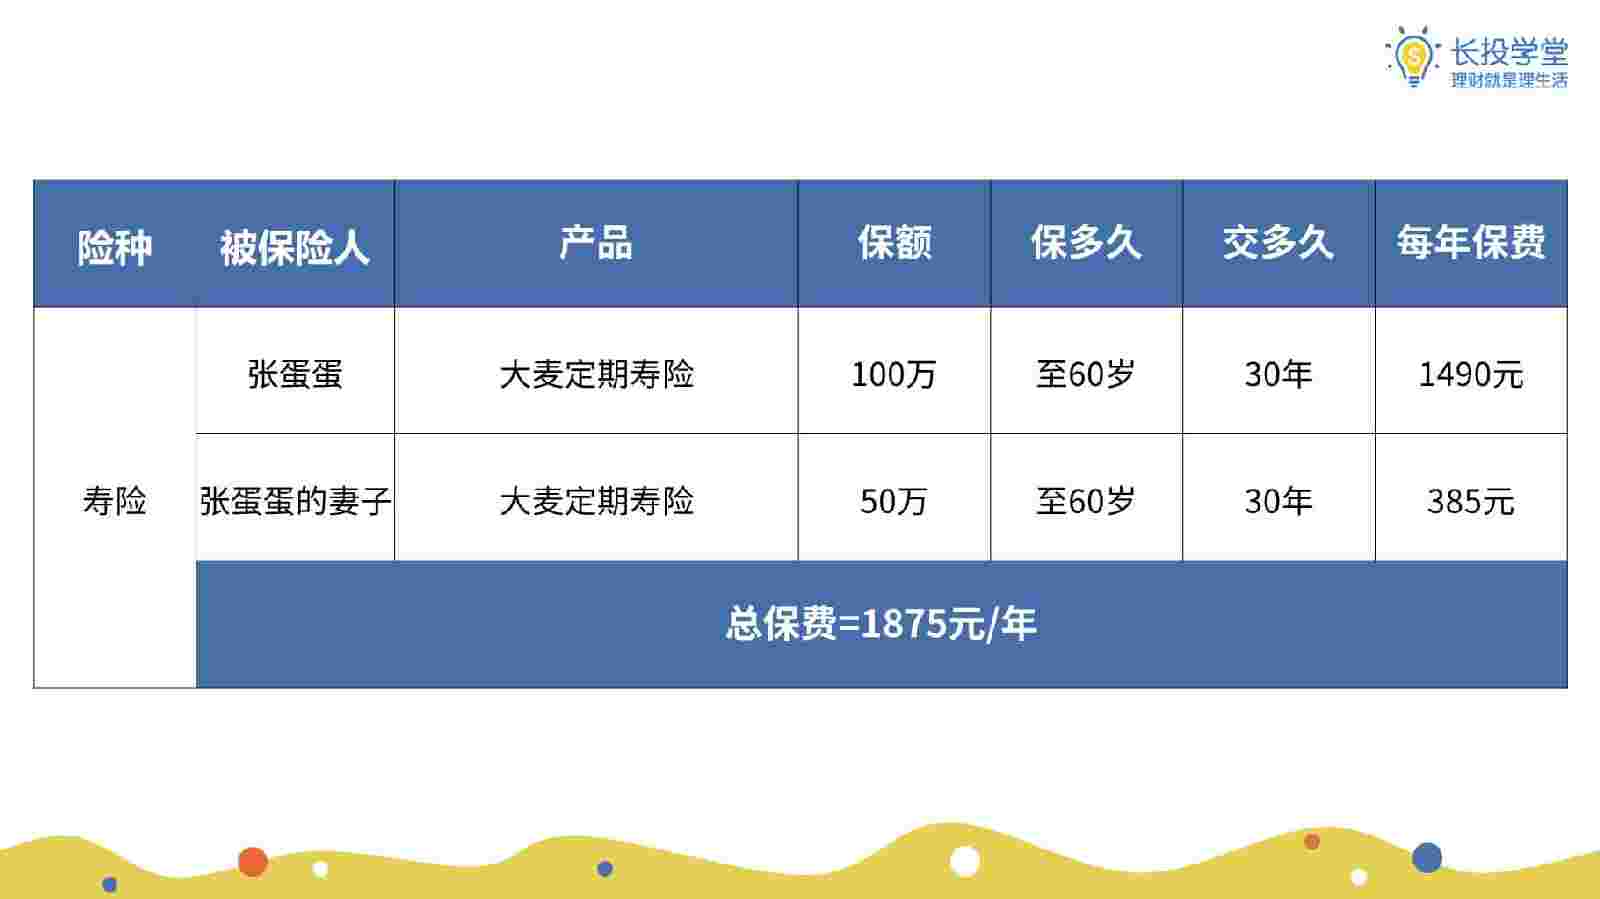 长投学堂
理财就是理生活
险种 被保险人 产品 保额 保多久 交多久 每年保费
张蛋蛋 大麦定期寿险 100万 至60岁 30年 1490元
寿险 张蛋蛋的妻子 大麦定期寿险 50万 至60岁 30年 385元
总保费=1875元/年